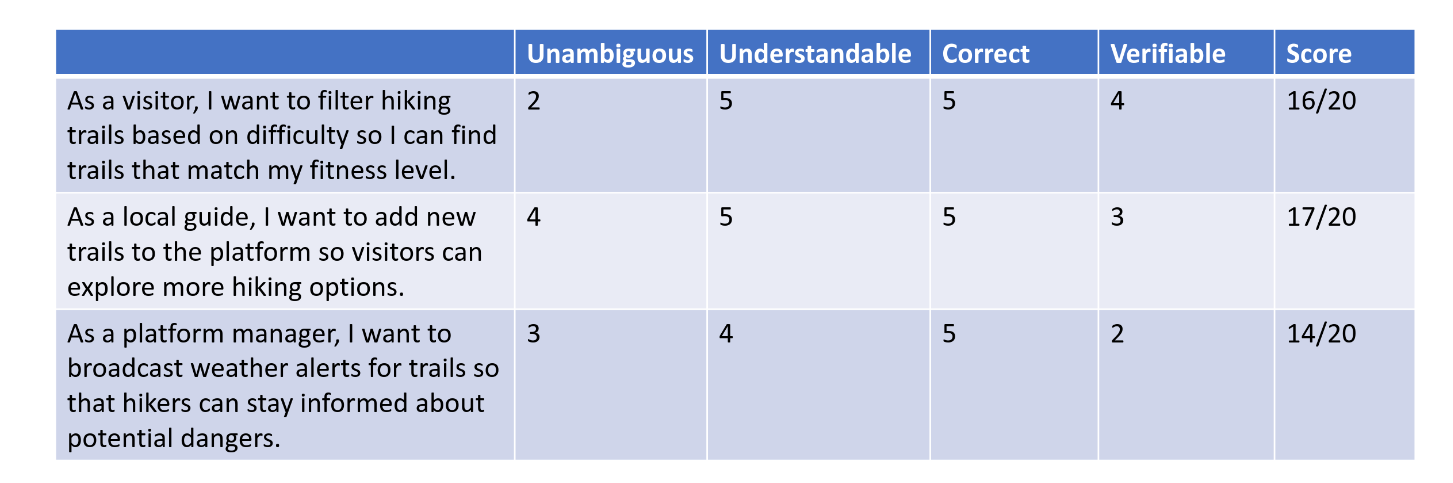 Unambiguous Understandable Correct Verifiable Score
As a visitor, I want to filter hiking 2 5 5 4 16/20
trails based on difficulty so I can find
trails that match my fitness level.
As a local guide, I want to add new 4 5 5 3 17/20
trails to the platform so visitors can
explore more hiking options.
As a platform manager, I want to 3 4 5 2 14/20
broadcast weather alerts for trails so
that hikers can stay informed about
potential dangers.